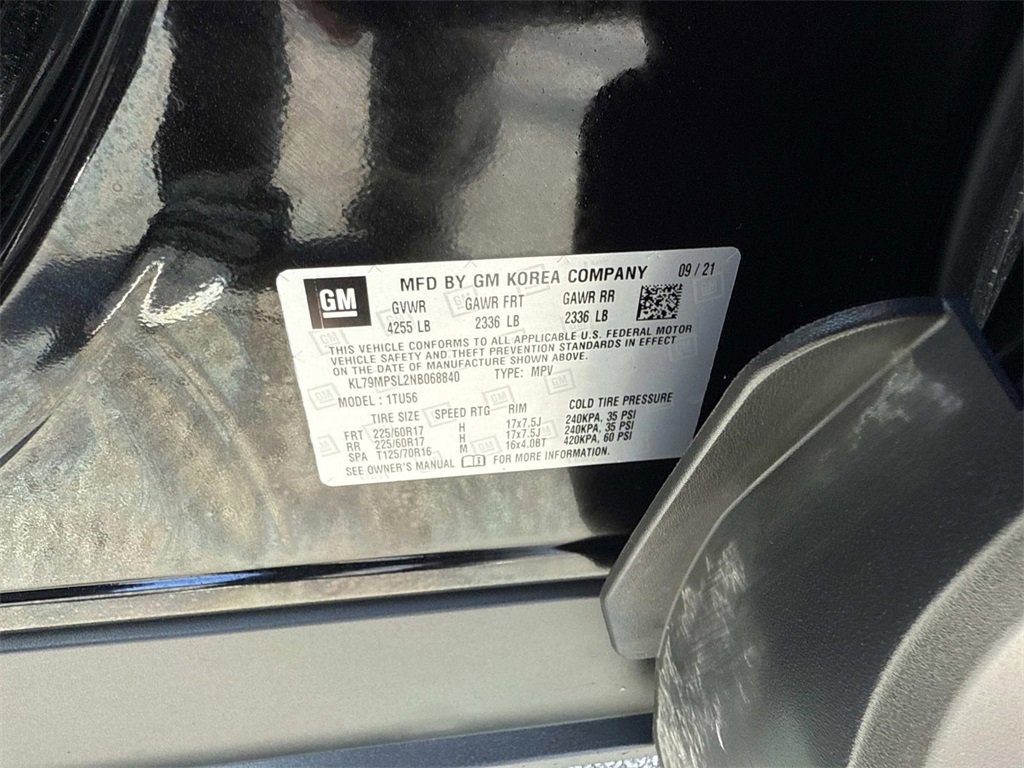 GM
MFD BY GM KOREA COMPANY 09 / 21
GVWR GAWR FRT GAWR RR
4255 LB 2336 LB 2336 LB
THIS VEHICLE CONFORMS TO ALL APPLICABLE U.S. FEDERAL MOTOR
VEHICLE SAFETY AND THEFT PREVENTION STANDARDS IN EFFECT
ON THE DATE OF MANUFACTURE SHOWN ABOVE.
KL79MPSL2NB068840 TYPE: MPV
MODEL : 1TU56
TIRE SIZE SPEED RTG RIM COLD TIRE PRESSURE
FRT 225/60R17 H 17x7.5J 240KPA, 35 PSI
RR 225/60R17 H 17x7.5J 240KPA, 35 PSI
SPA T125/70R16 M 16x4.0BT 420KPA, 60 PSI
SEE OWNER'S MANUAL FOR MORE INFORMATION.